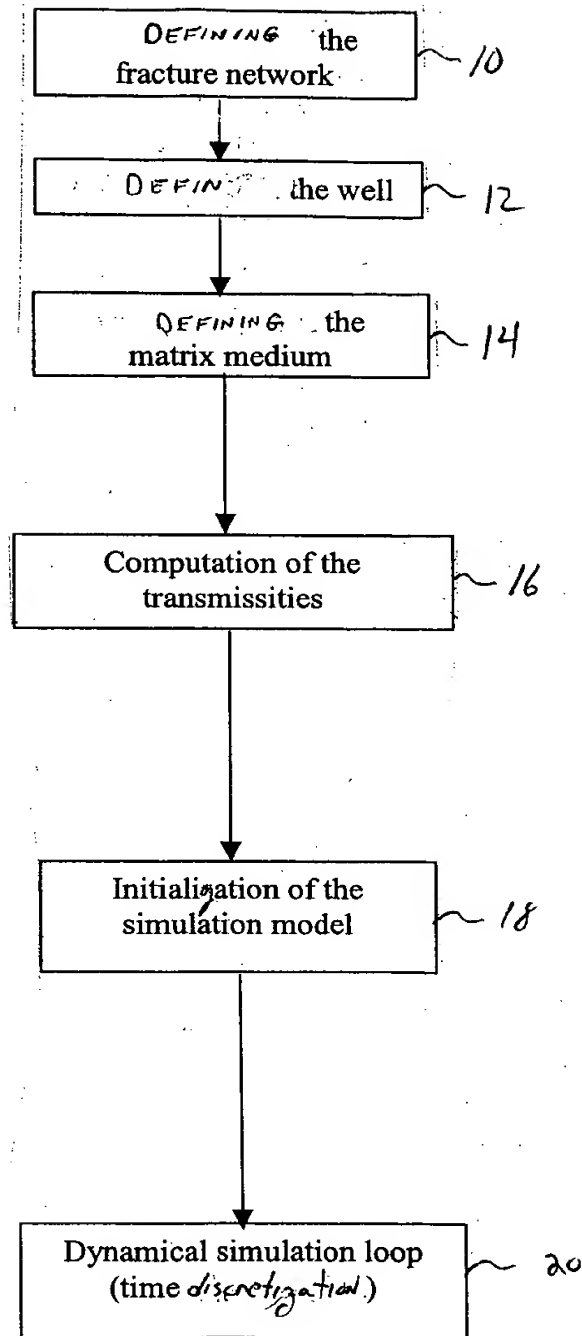 DEFINING the
fracture network
10
DEFIN the well
12
DEFINING the
matrix medium
14
Computation of the
transmissities
16
Initialization of the
simulation model
18
Dynamical simulation loop
(time discretization)
20